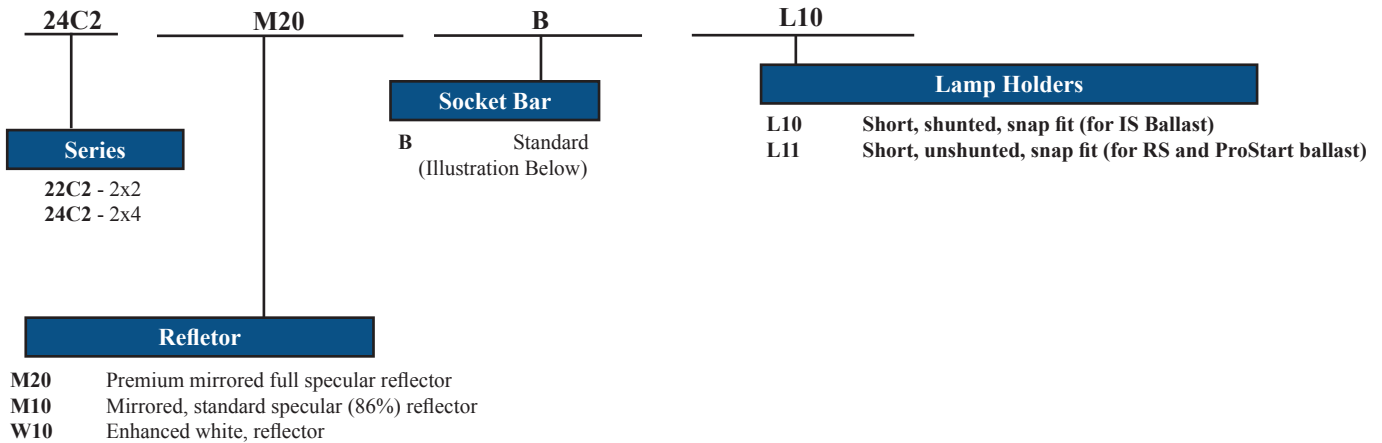 24C2 M20 B L10
Lamp Holders
Socket Bar
L10 Short, shunted, snap fit (for IS Ballast)
L11 Short, unshunted, snap fit (for RS and ProStart ballast)
B Standard
(Illustration Below)
Series
22C2 - 2x2
24C2 - 2x4
Refletor
M20 Premium mirrored full specular reflector
M10 Mirrored, standard specular (86%) reflector
W10 Enhanced white, reflector